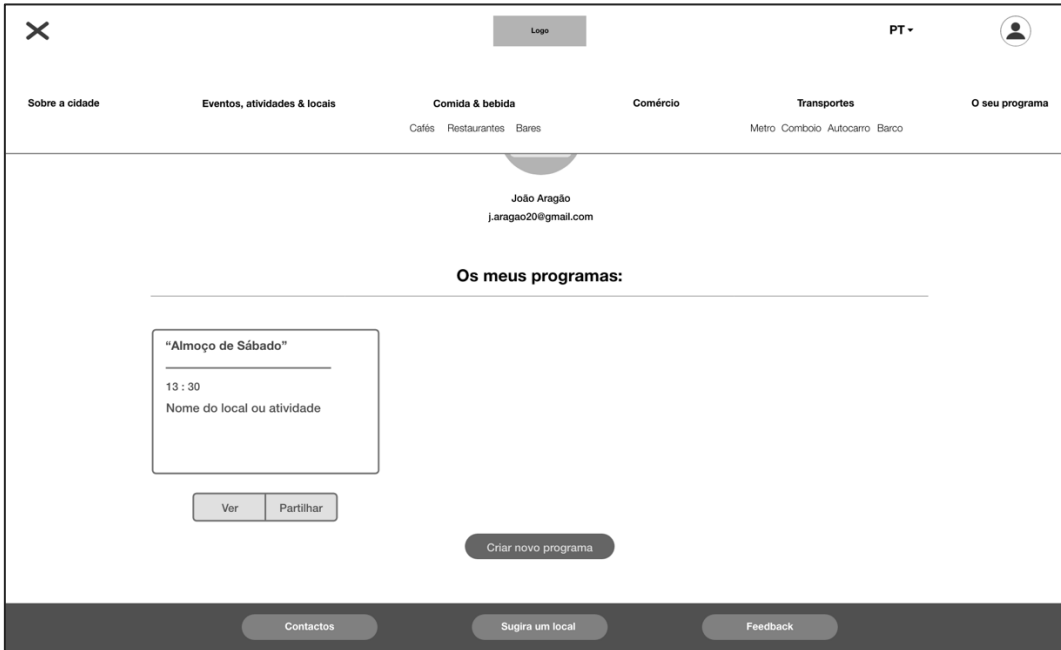 Logo
PT
Sobre a cidade
Eventos, atividades & locais
Comida & bebida
Comércio
Transportes
O seu programa
Cafés Restaurantes Bares
Metro Comboio Autocarro Barco
João Aragão
j.aragao20@gmail.com
Os meus programas:
“Almoço de Sábado”
13 : 30
Nome do local ou atividade
Ver
Partilhar
Criar novo programa
Contactos
Sugira um local
Feedback